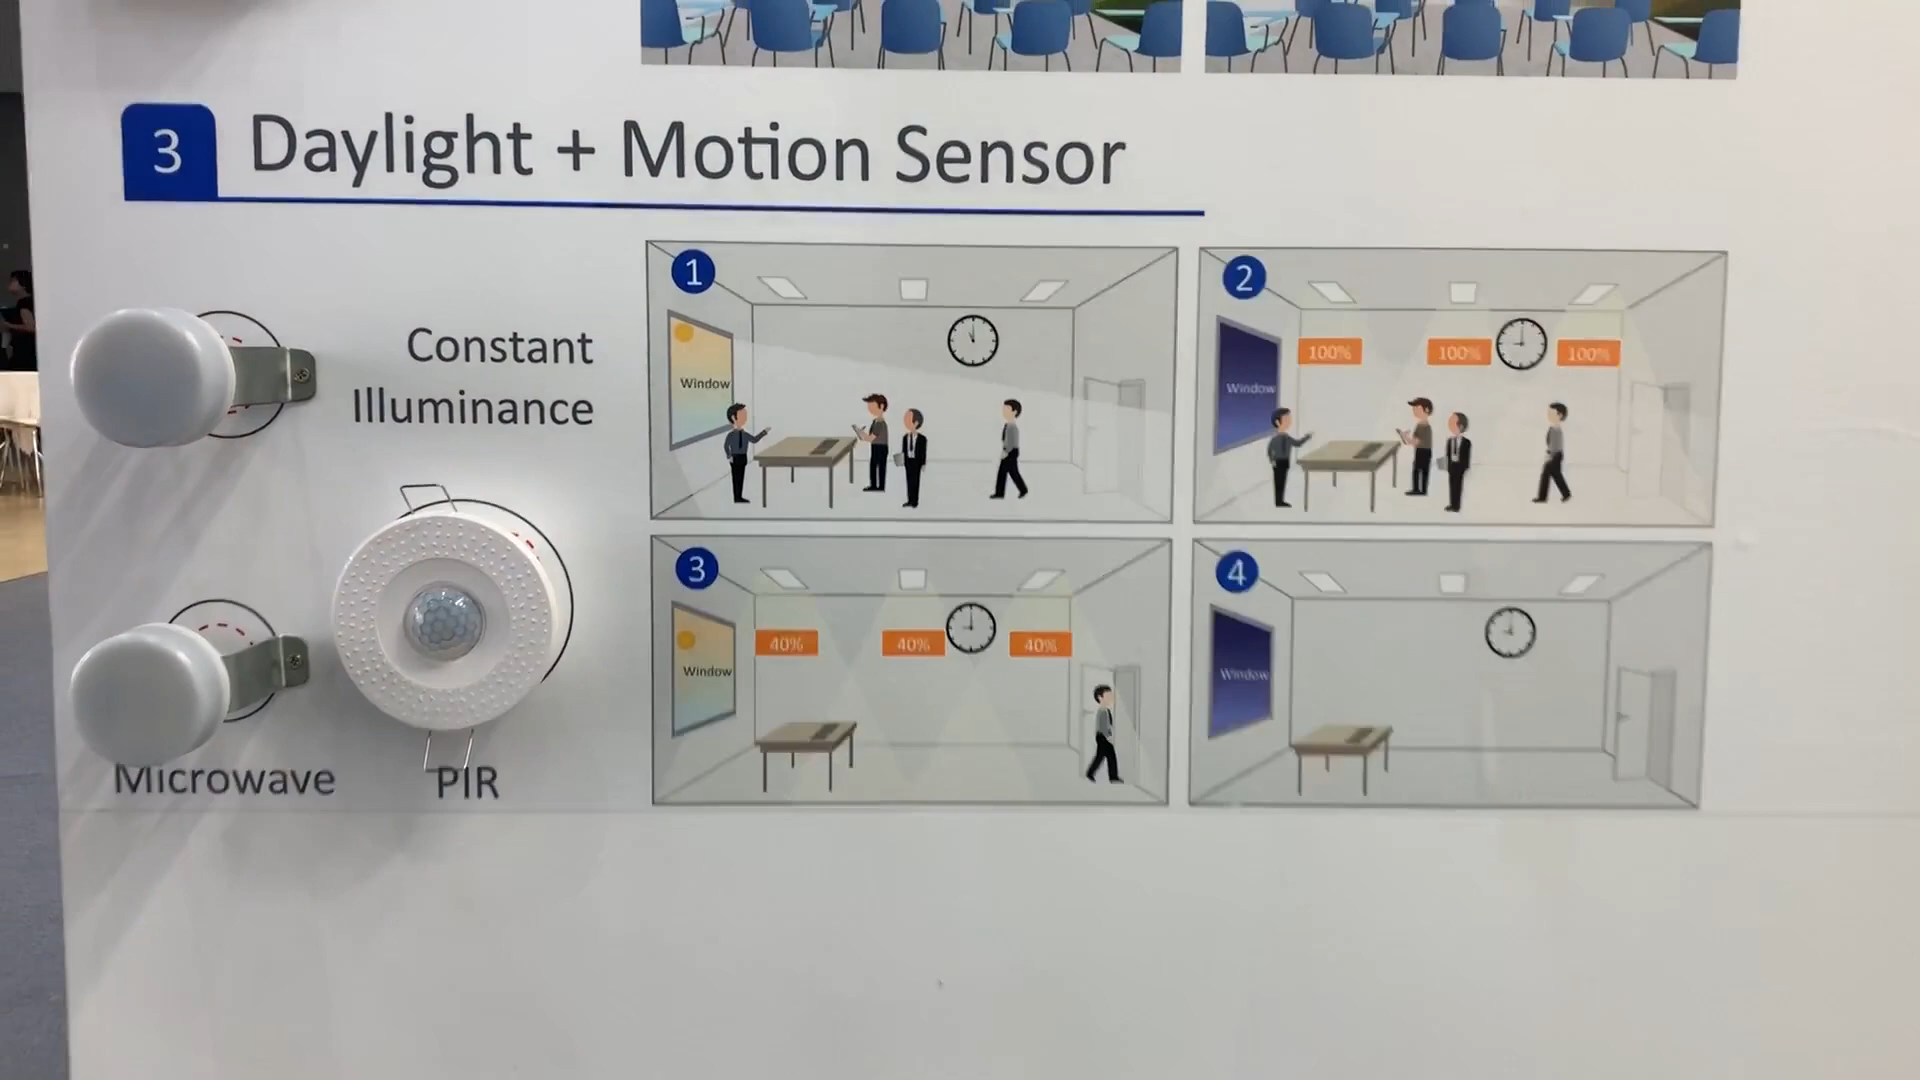 3 Daylight + Motion Sensor
Constant
Illuminance
Microwave
PIR
1
Window
2
100% 100% 100%
Window
3
40% 40% 40%
Window
4
Window